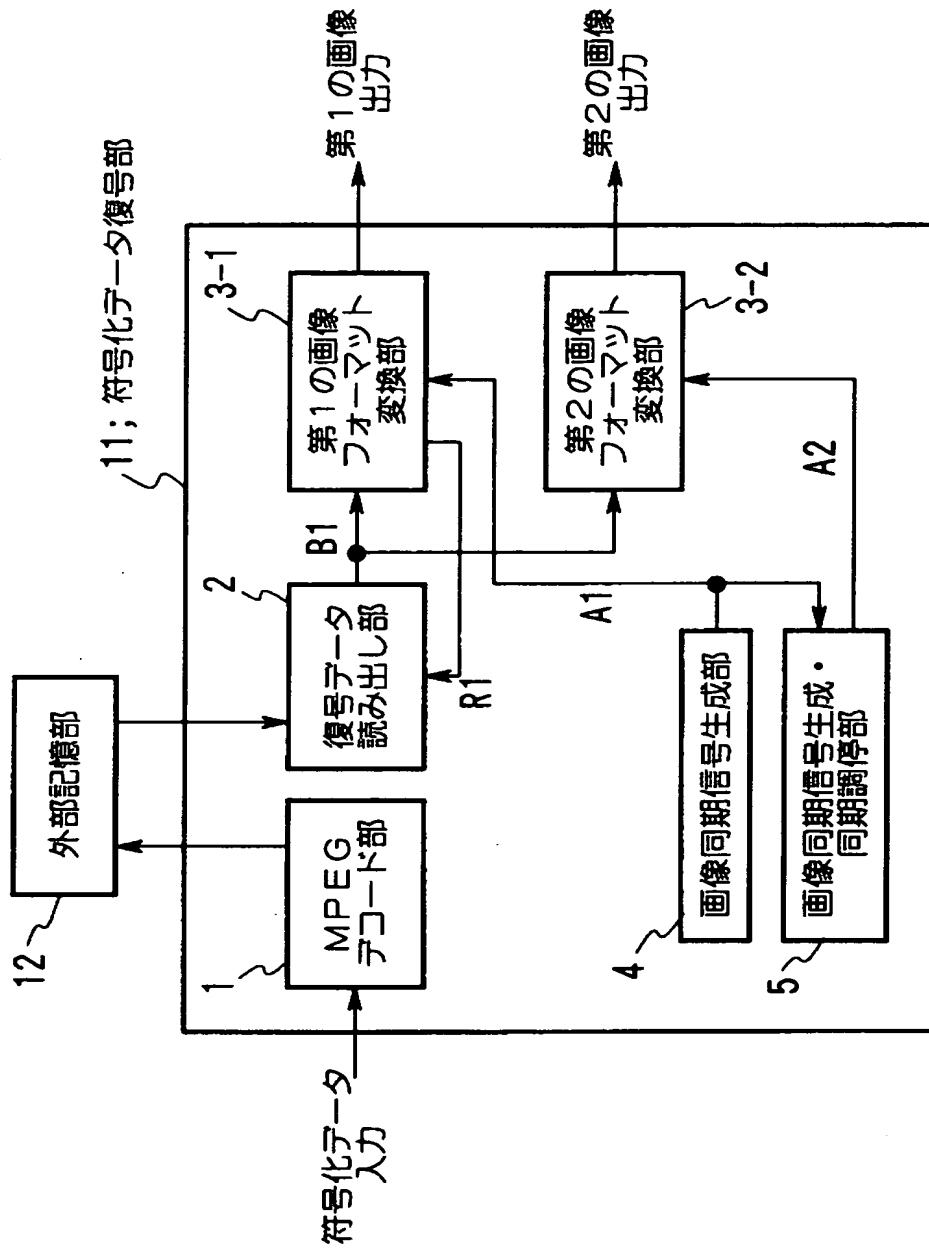 12
外部記憶部
11; 符号化データ復号部
符号化データ
入力
1
MPEG
デコード部
2
復号データ
読み出し部
B1
R1
3-1
第1の画像
フォーマット
変換部
第1の画像
出力
3-2
第2の画像
フォーマット
変換部
第2の画像
出力
A1
A2
4
画像同期信号生成部
5
画像同期信号生成・
同期調停部